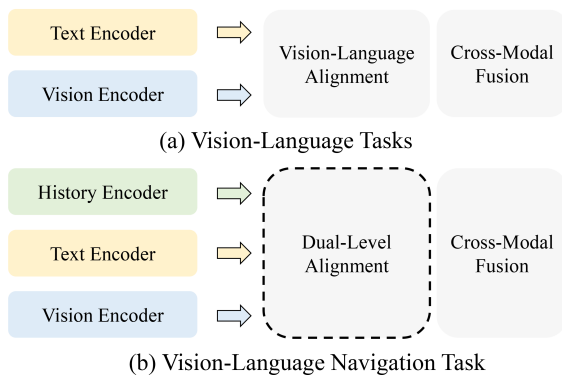 Text Encoder
Vision Encoder
Vision-Language
Alignment
Cross-Modal
Fusion
(a) Vision-Language Tasks
History Encoder
Text Encoder
Vision Encoder
Dual-Level
Alignment
Cross-Modal
Fusion
(b) Vision-Language Navigation Task